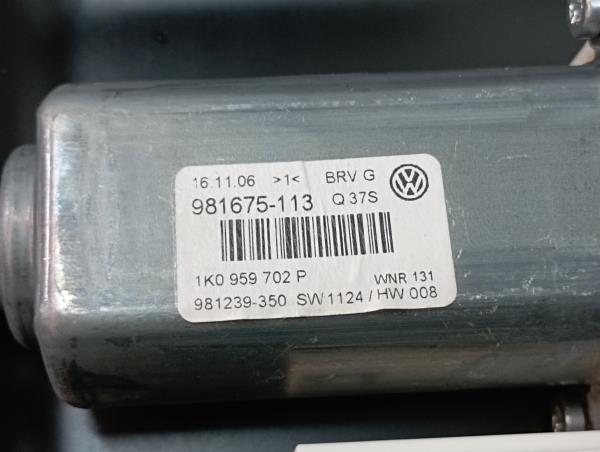 16.11.06 >1< BRV G
981675-113 Q 37S
1K0 959 702 P WNR 131
981239-350 SW 1124 / HW 008